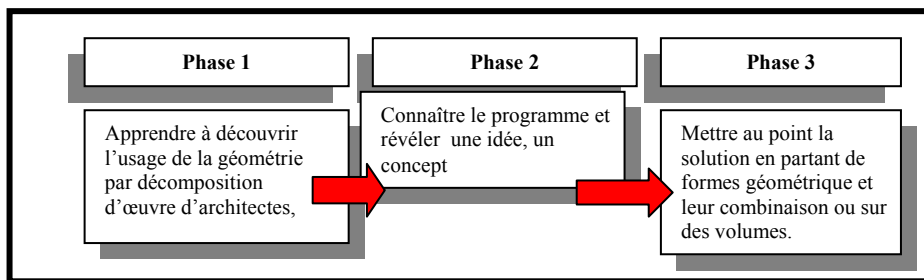 Phase 1
Apprendre à découvrir
l'usage de la géométrie
par décomposition
d'œuvre d'architectes,
Phase 2
Connaître le programme et
révéler une idée, un
concept
Phase 3
Mettre au point la
solution en partant de
formes géométrique et
leur combinaison ou sur
des volumes.